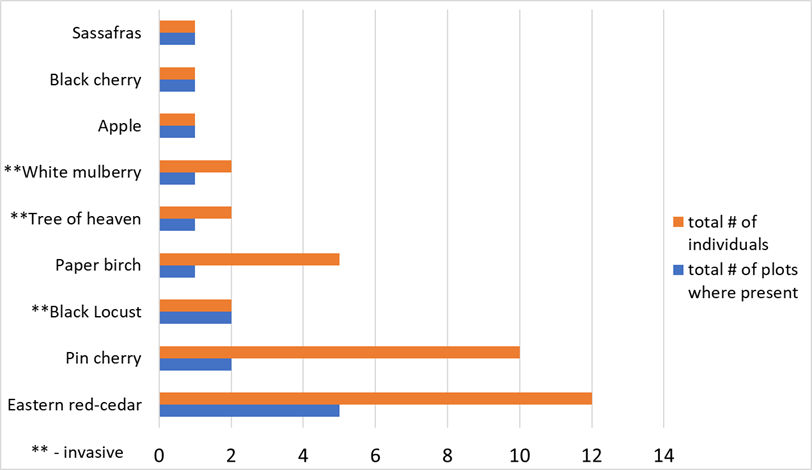 Sassafras
Black cherry
Apple
**White mulberry
**Tree of heaven
Paper birch
**Black Locust
Pin cherry
Eastern red-cedar
** - invasive
0 2 4 6 8 10 12 14
total # of
individuals
total # of plots
where present